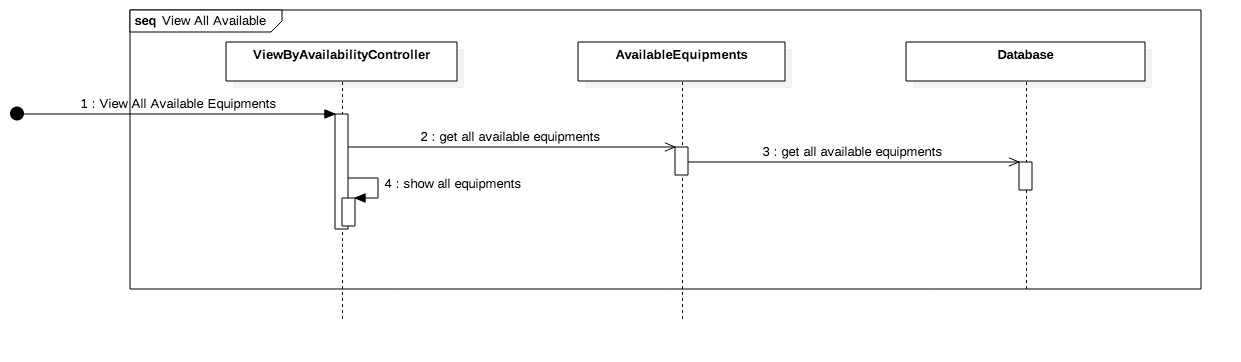 seq View All Available
ViewByAvailabilityController
AvailableEquipments
Database
1 : View All Available Equipments
2 : get all available equipments
3 : get all available equipments
4 : show all equipments